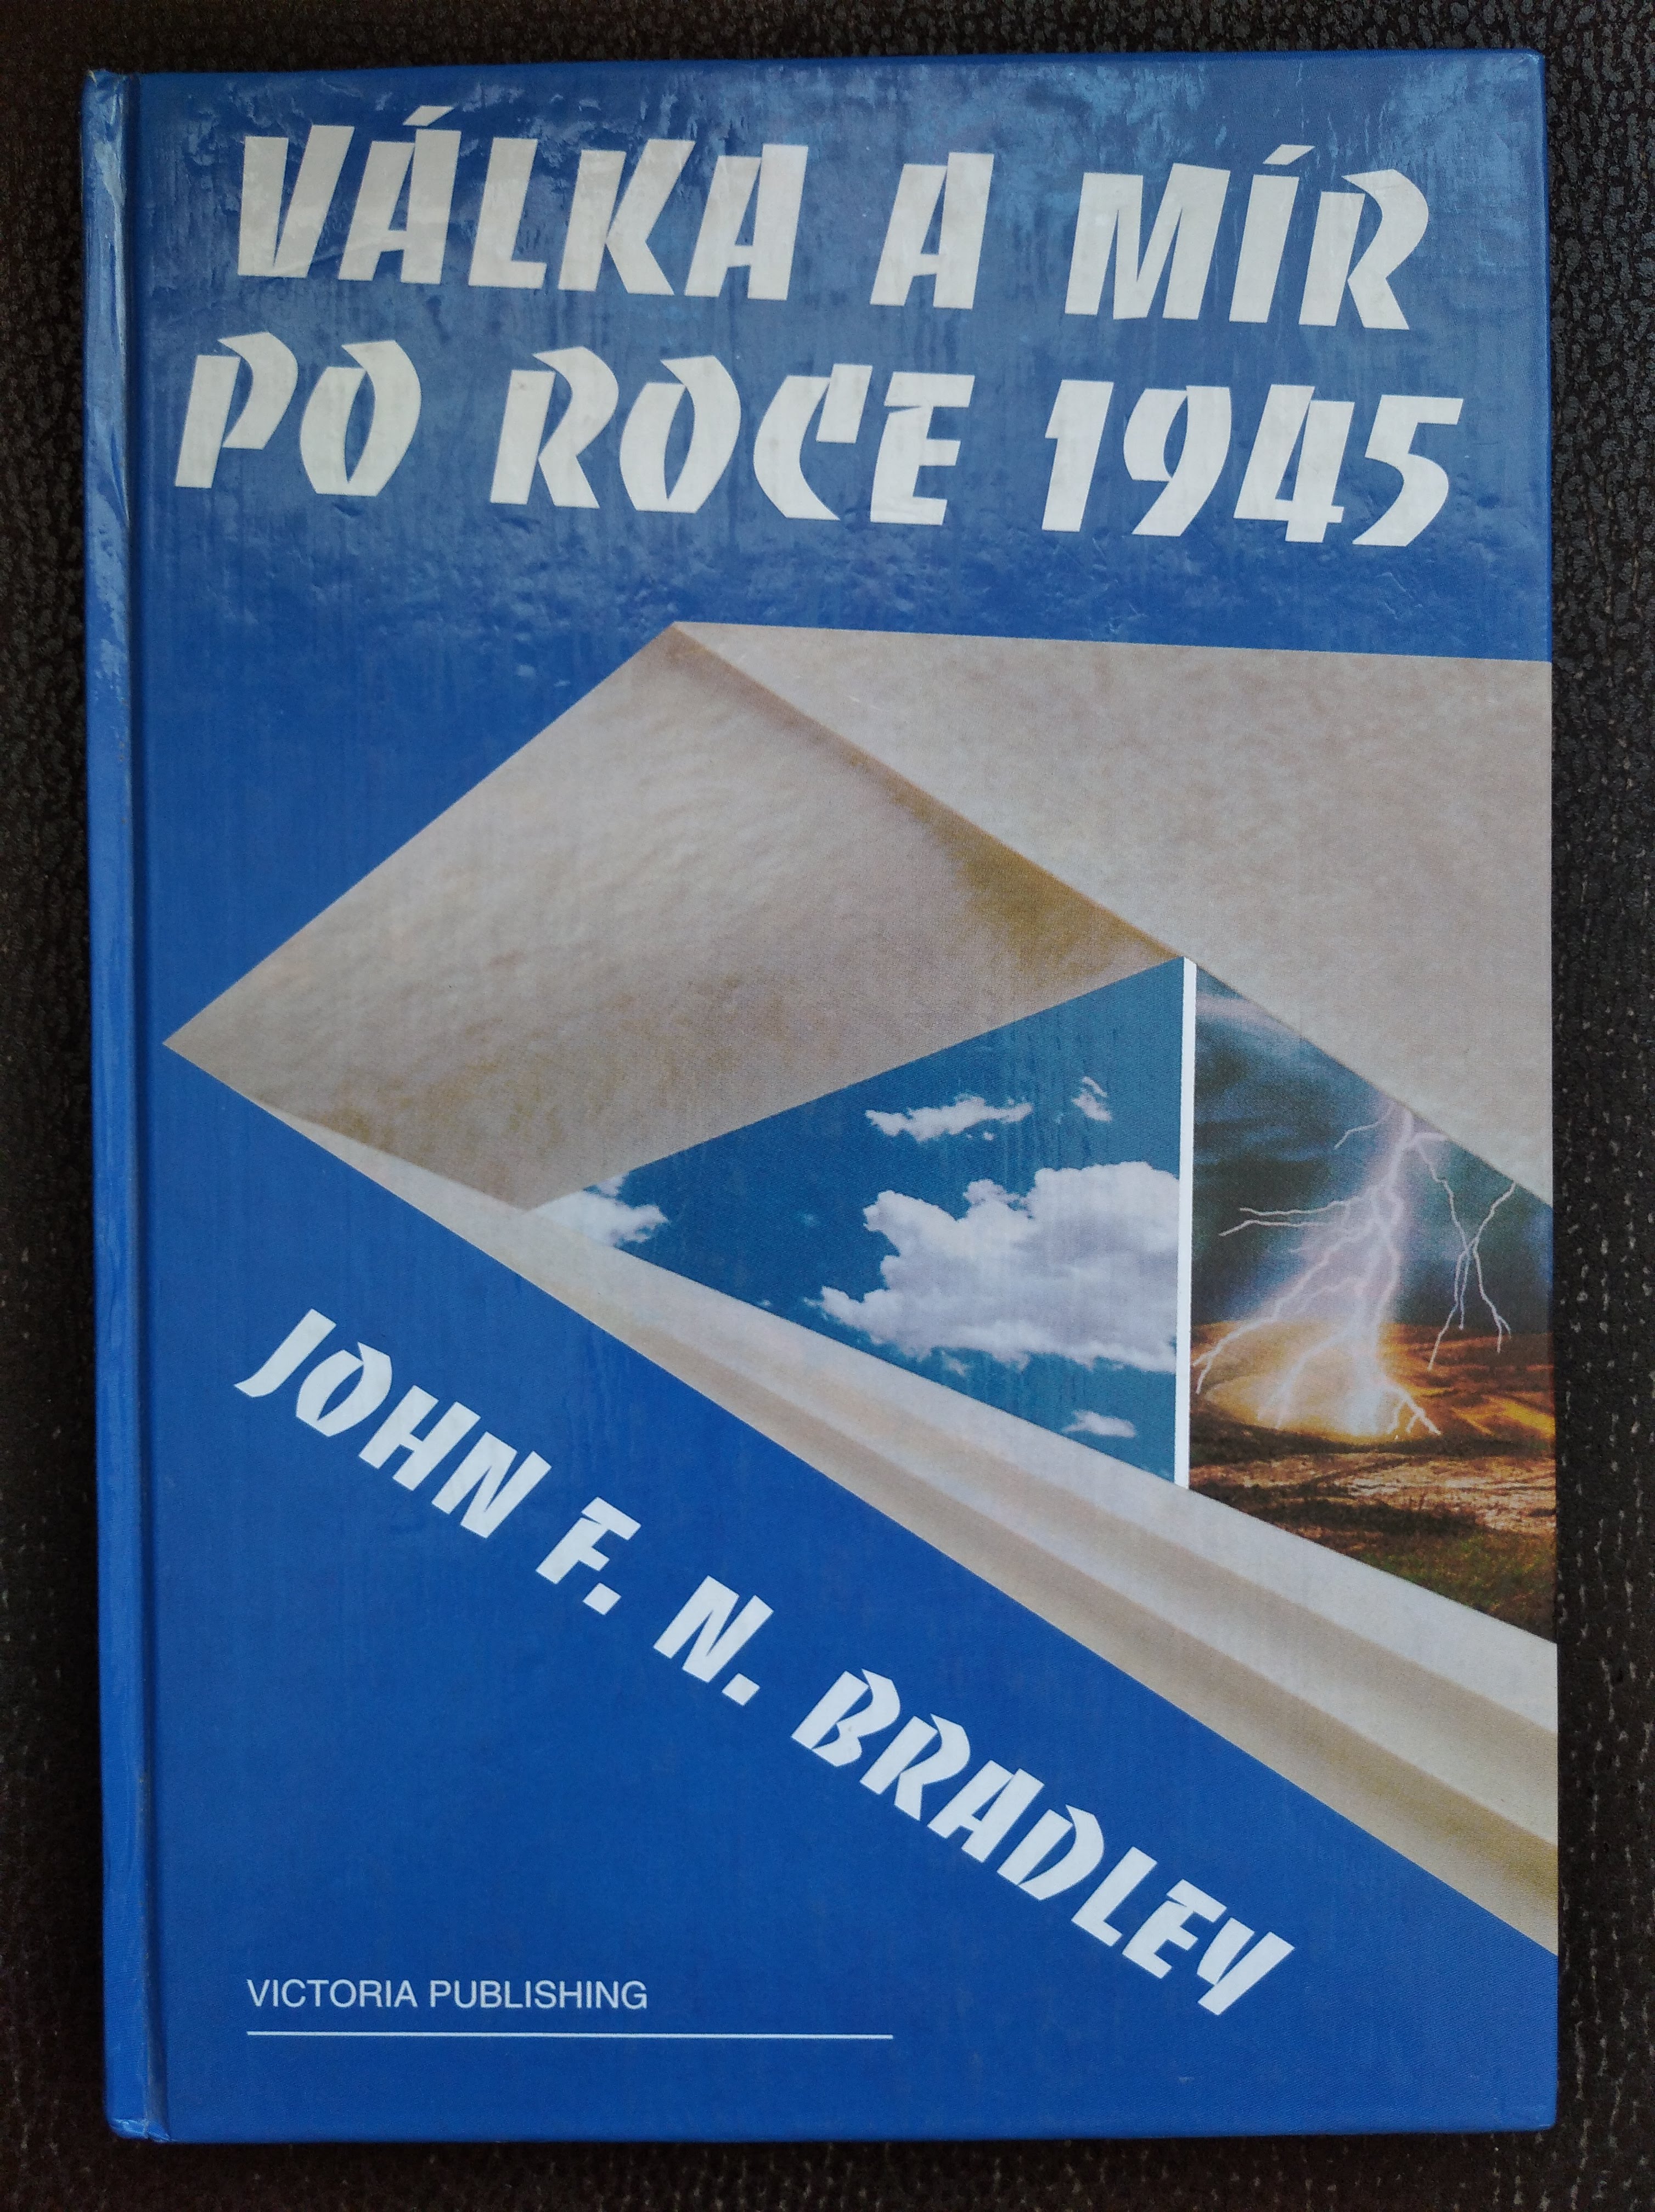 VÁLKA A MÍR
PO ROCE 1945
JOHN F. N. BRADLEY
VICTORIA PUBLISHING